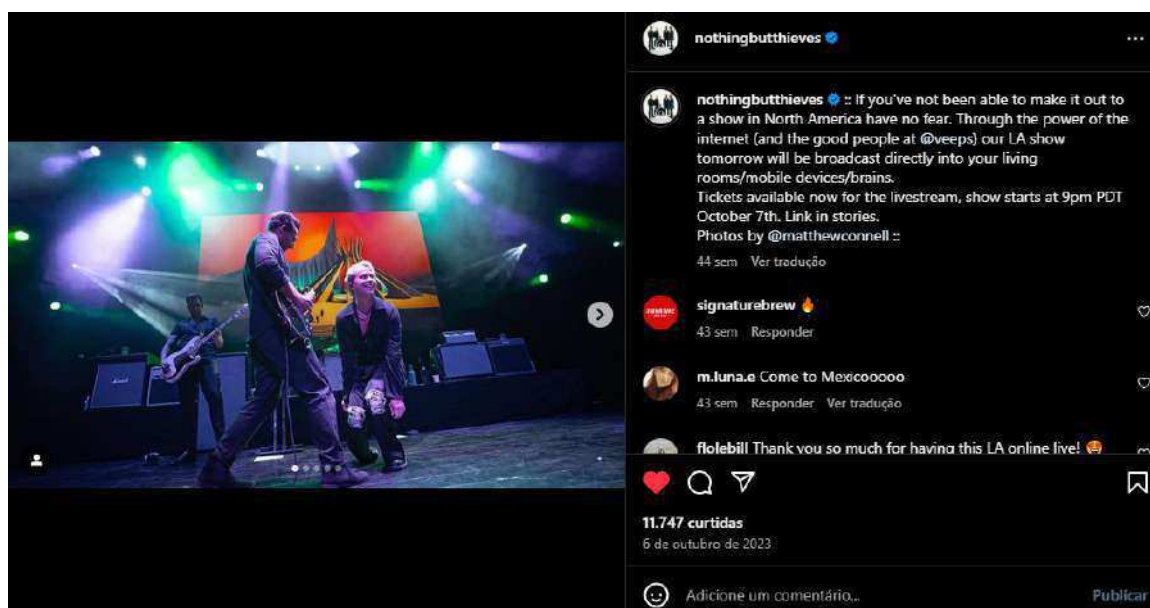 nothingbutthieves
nothingbutthieves :: If you've not been able to make it out to
a show in North America have no fear. Through the power of the
internet (and the good people at @veeps) our LA show
tomorrow will be broadcast directly into your living
rooms/mobile devices/brains.
Tickets available now for the livestream, show starts at 9pm PDT
October 7th. Link in stories.
Photos by @matthewconnell ::
44 sem Ver tradução
signaturebrew 🔥
43 sem Responder
m.luna.e Come to Mexicooooo
43 sem Responder Ver tradução
flolebill Thank you so much for having this LA online live! 🤩
11.747 curtidas
6 de outubro de 2023
Adicione um comentário...
Publicar